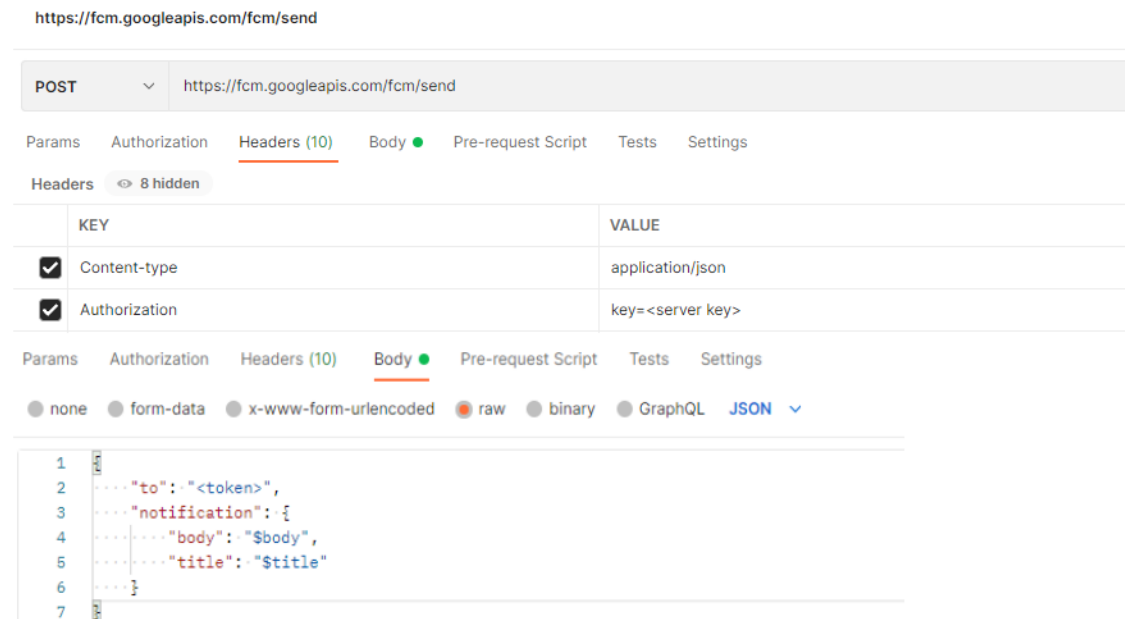 https://fcm.googleapis.com/fcm/send
POST https://fcm.googleapis.com/fcm/send
Params Authorization Headers (10) Body Pre-request Script Tests Settings
Headers 8 hidden
KEY VALUE
Content-type application/json
Authorization key=<server key>
Params Authorization Headers (10) Body Pre-request Script Tests Settings
none form-data x-www-form-urlencoded raw binary GraphQL JSON
1 {
2 "to": "<token>",
3 "notification": {
4 "body": "$body",
5 "title": "$title"
6 }
7 }